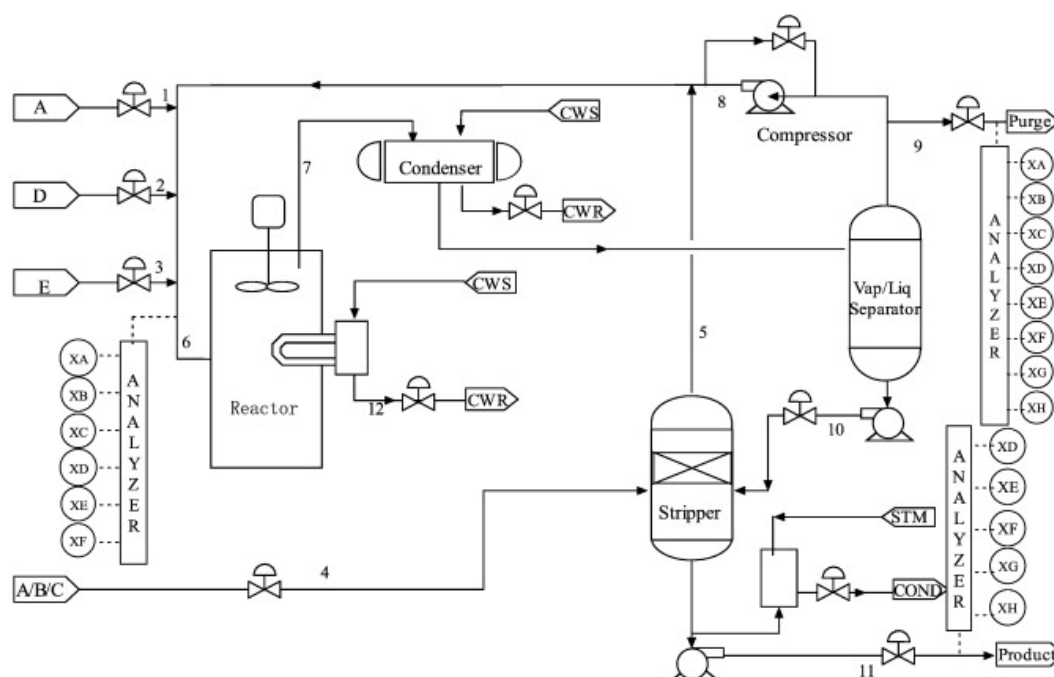 8
Compressor
A
1
CWS
9
Purge
7
Condenser
XA
D
2
CWR
XB
A
N
A
L
Y
Z
E
R
XC
XD
E
3
CWS
Vap/Liq
Separator
XE
6
5
XF
XA
XG
XB
Reactor
12
CWR
10
XH
A
N
A
L
Y
Z
E
R
XC
XD
XD
XE
XE
Stripper
STM
A
N
A
L
Y
Z
E
R
XF
XF
XG
A/B/C
4
COND
XH
11
Product